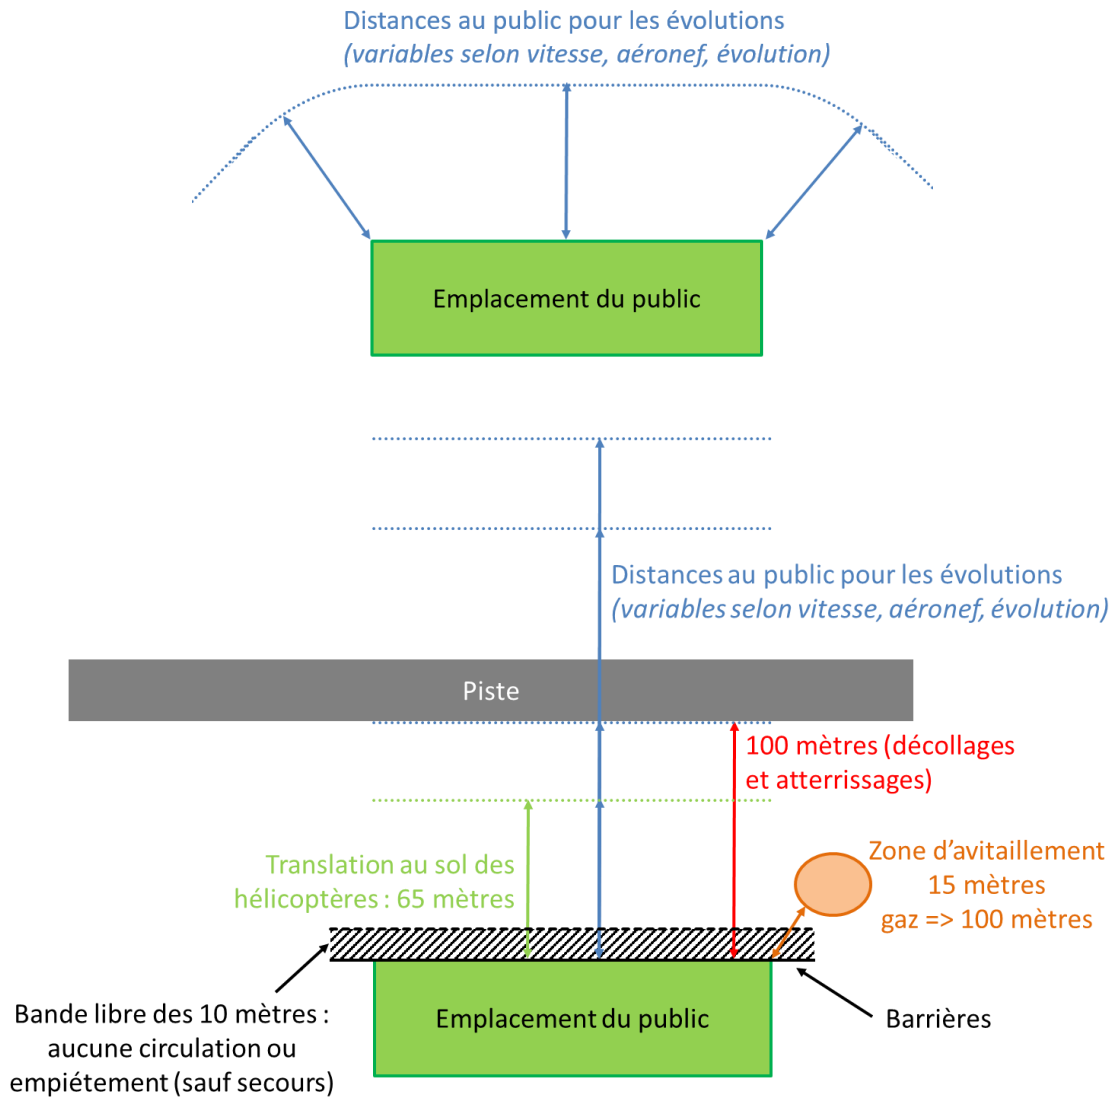 Distances au public pour les évolutions
(variables selon vitesse, aéronef, évolution)
Emplacement du public
Distances au public pour les évolutions
(variables selon vitesse, aéronef, évolution)
Piste
100 mètres (décollages
et atterrissages)
Translation au sol des
hélicoptères : 65 mètres
Zone d’avitaillement
15 mètres
gaz => 100 mètres
Bande libre des 10 mètres :
aucune circulation ou
empiétement (sauf secours)
Emplacement du public
Barrières